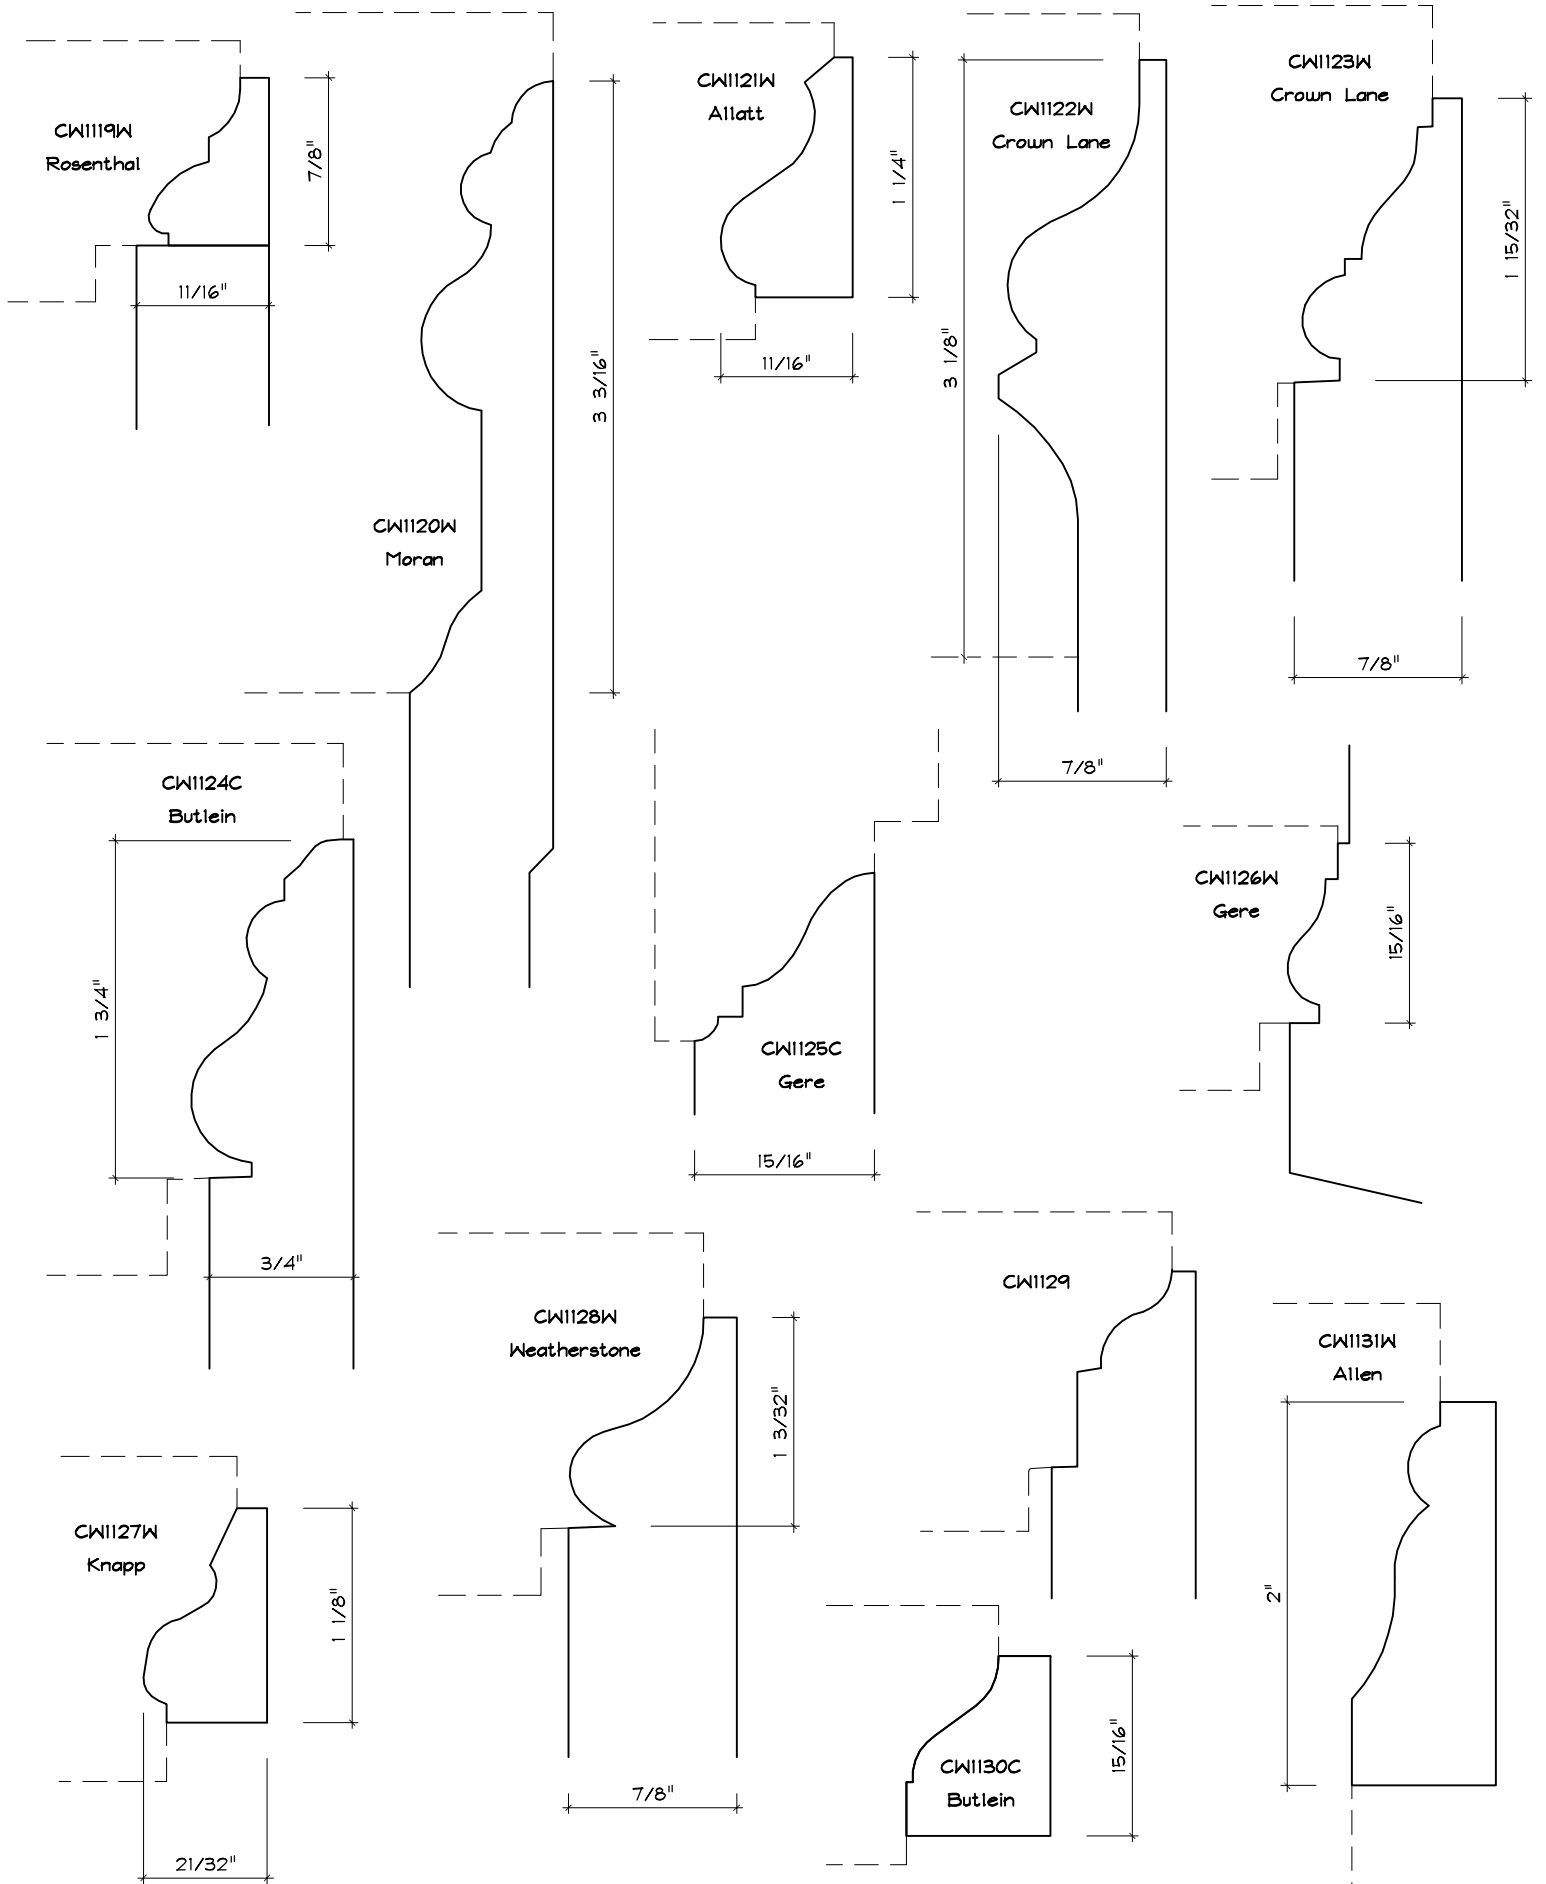 CW1119W
Rosenthal
7/8"
11/16"
CW1120W
Moran
3 3/16"
CW1121W
Allatt
1 1/4"
11/16"
CW1122W
Crown Lane
3 1/8"
7/8"
CW1123W
Crown Lane
1 15/32"
7/8"
CW1124C
Butlein
1 3/4"
3/4"
CW1125C
Gere
15/16"
CW1126W
Gere
15/16"
CW1127W
Knapp
1 1/8"
21/32"
CW1128W
Weatherstone
1 3/32"
7/8"
CW1129
CW1130C
Butlein
15/16"
CW1131W
Allen
2"